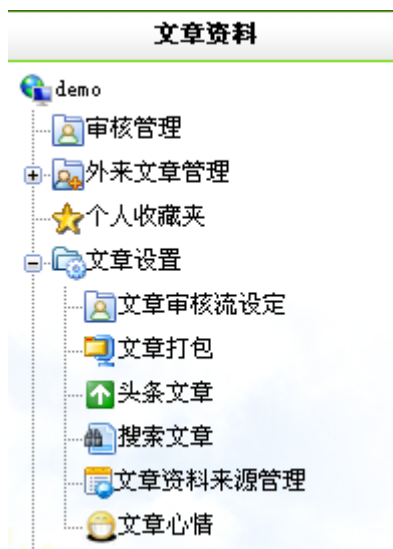 文章资料
demo
审核管理
外来文章管理
个人收藏夹
文章设置
文章审核流设定
文章打包
头条文章
搜索文章
文章资料来源管理
文章心情